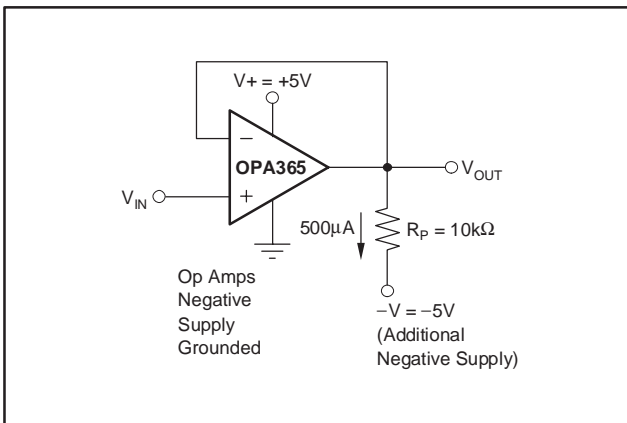 V+ = +5V
−
OPA365
+
V_IN
V_OUT
500µA
R_P = 10kΩ
Op Amps
Negative
Supply
Grounded
−V = −5V
(Additional
Negative Supply)